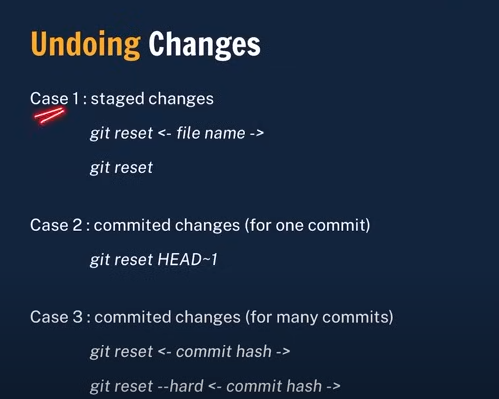 Undoing Changes
Case 1 : staged changes
git reset <- file name ->
git reset
Case 2 : commited changes (for one commit)
git reset HEAD~1
Case 3 : commited changes (for many commits)
git reset <- commit hash ->
git reset --hard <- commit hash ->